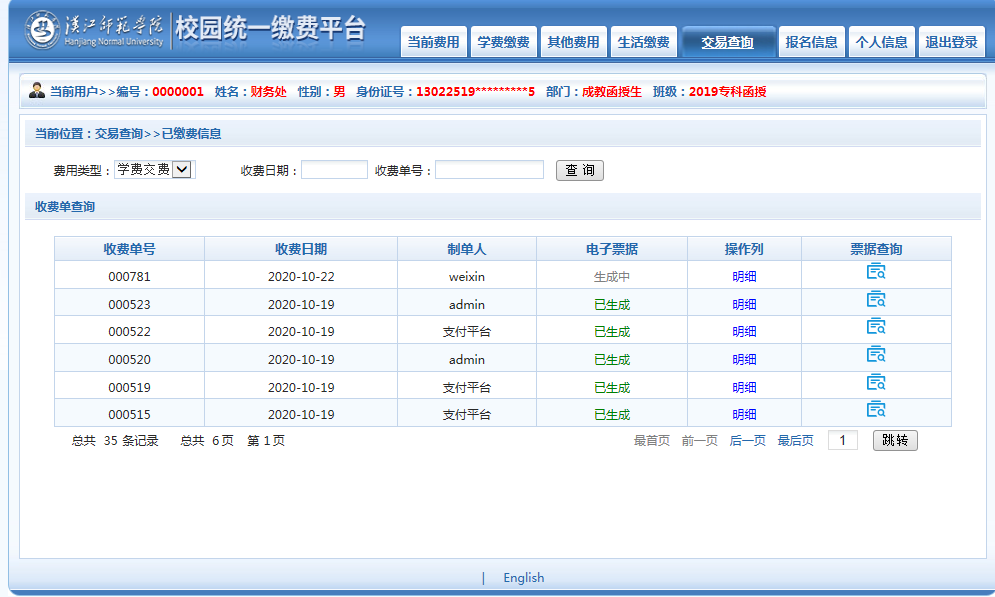 汉江师范学院 校园统一缴费平台
Hanjiang Normal University
当前费用 学费缴费 其他费用 生活缴费 交易查询 报名信息 个人信息 退出登录
当前用户>>编号：0000001 姓名：财务处 性别：男 身份证号：13022519*********5 部门：成教函授生 班级：2019专科函授
当前位置：交易查询>>已缴费信息
费用类型：学费交费 收费日期： 收费单号： 查 询
收费单查询
收费单号 收费日期 制单人 电子票据 操作列 票据查询
000781 2020-10-22 weixin 生成中 明细
000523 2020-10-19 admin 已生成 明细
000522 2020-10-19 支付平台 已生成 明细
000520 2020-10-19 admin 已生成 明细
000519 2020-10-19 支付平台 已生成 明细
000515 2020-10-19 支付平台 已生成 明细
总共 35 条记录 总共 6 页 第 1 页 最首页 前一页 后一页 最后页 1 跳 转
| English